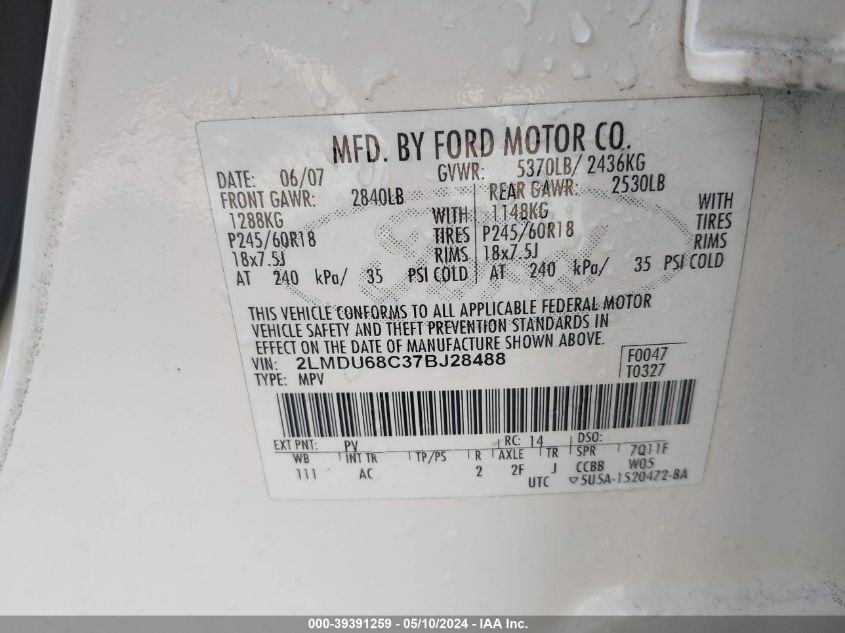 MFD. BY FORD MOTOR CO.
DATE: 06/07 GVWR: 5370LB/ 2436KG
FRONT GAWR: 2840LB REAR GAWR: 2530LB
1288KG WITH 1148KG WITH
P245/60R18 TIRES P245/60R18 TIRES
18x7.5J RIMS 18x7.5J RIMS
AT 240 kPa/ 35 PSI COLD AT 240 kPa/ 35 PSI COLD
THIS VEHICLE CONFORMS TO ALL APPLICABLE FEDERAL MOTOR
VEHICLE SAFETY AND THEFT PREVENTION STANDARDS IN
EFFECT ON THE DATE OF MANUFACTURE SHOWN ABOVE.
VIN: 2LMDU68C37BJ28488 F0047
TYPE: MPV T0327
EXT PNT: PV RC: 14 DSO:
WB INT TR TP/PS R AXLE TR SPR 7Q11F
111 AC 2 2F J CCBB W05
UTC ▽5U5A-1520472-BA
000-39391259 — 05/10/2024 — IAA Inc.